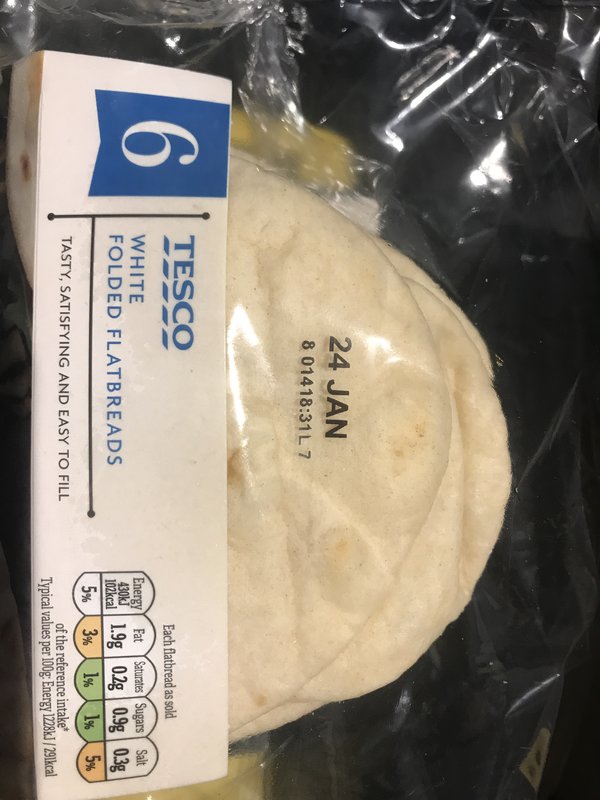 6
TESCO
WHITE
FOLDED FLATBREADS
TASTY, SATISFYING AND EASY TO FILL
24 JAN
8 01418:31 L 7
Each flatbread as sold
Energy Fat Saturates Sugars Salt
430kJ
102kcal 1.9g 0.2g 0.9g 0.3g
5% 3% 1% 1% 5%
of the reference intake*
Typical values per 100g: Energy 1228kJ / 291kcal